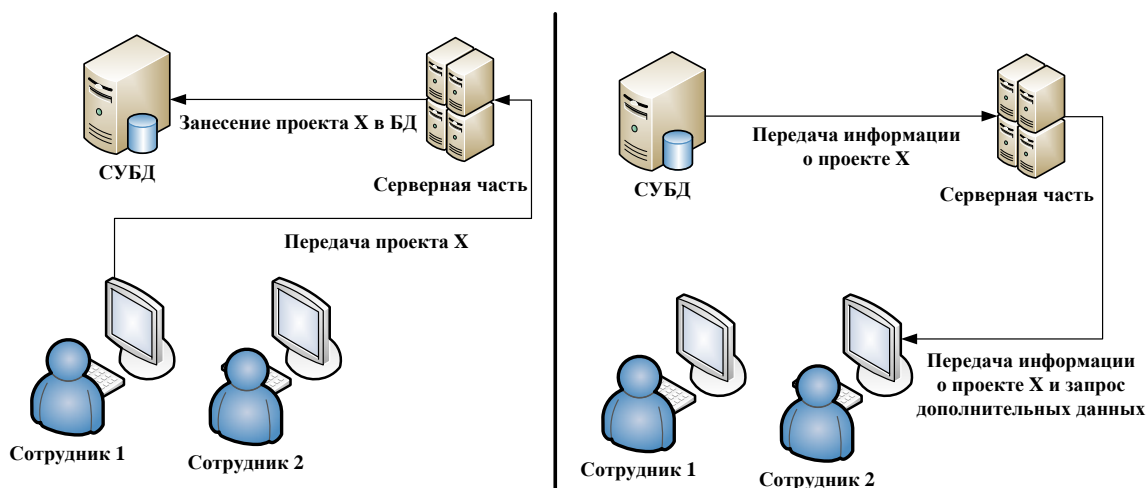 Занесение проекта X в БД
СУБД
Серверная часть
Передача проекта X
Сотрудник 1
Сотрудник 2
Передача информации
о проекте X
СУБД
Серверная часть
Передача информации
о проекте X и запрос
дополнительных данных
Сотрудник 1
Сотрудник 2